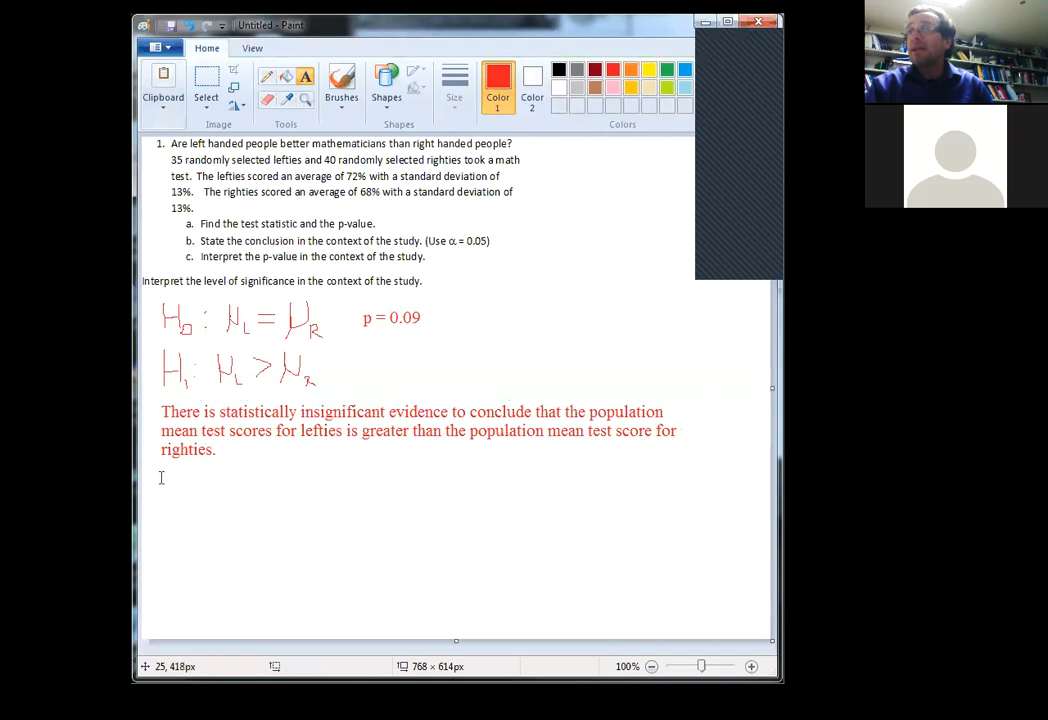 Untitled - Paint
Home
View
Clipboard
Select
Image
A
Tools
Brushes
Shapes
Shapes
Size
Color
1
Color
2
Colors
1. Are left handed people better mathematicians than right handed people?
35 randomly selected lefties and 40 randomly selected righties took a math
test. The lefties scored an average of 72% with a standard deviation of
13%. The righties scored an average of 68% with a standard deviation of
13%.
a. Find the test statistic and the p-value.
b. State the conclusion in the context of the study. (Use α = 0.05)
c. Interpret the p-value in the context of the study.
Interpret the level of significance in the context of the study.
H0 : μL = μR
p = 0.09
H1 : μL > μR
There is statistically insignificant evidence to conclude that the population
mean test scores for lefties is greater than the population mean test score for
righties.
25, 418px
768 × 614px
100%